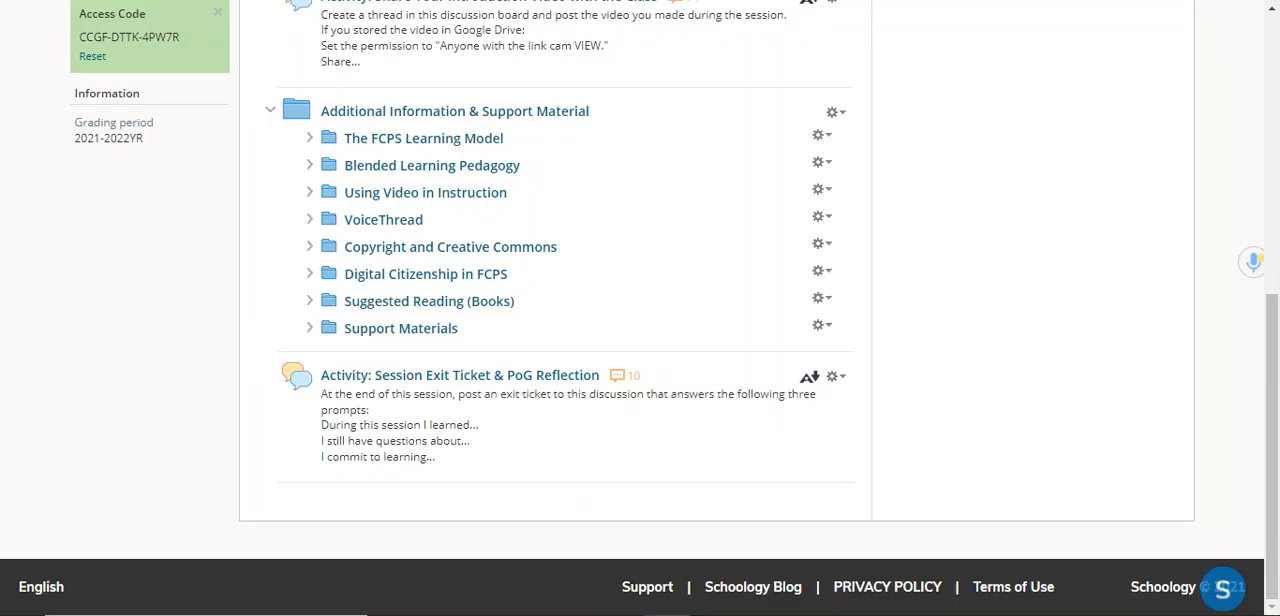 Access Code
CCGF-DTTK-4PW7R
Reset
Information
Grading period
2021-2022YR
Create a thread in this discussion board and post the video you made during the session.
If you stored the video in Google Drive:
Set the permission to "Anyone with the link cam VIEW."
Share...
Additional Information & Support Material
The FCPS Learning Model
Blended Learning Pedagogy
Using Video in Instruction
VoiceThread
Copyright and Creative Commons
Digital Citizenship in FCPS
Suggested Reading (Books)
Support Materials
Activity: Session Exit Ticket & PoG Reflection 10
At the end of this session, post an exit ticket to this discussion that answers the following three
prompts:
During this session I learned...
I still have questions about...
I commit to learning...
English
Support | Schoology Blog | PRIVACY POLICY | Terms of Use
Schoology © 2021